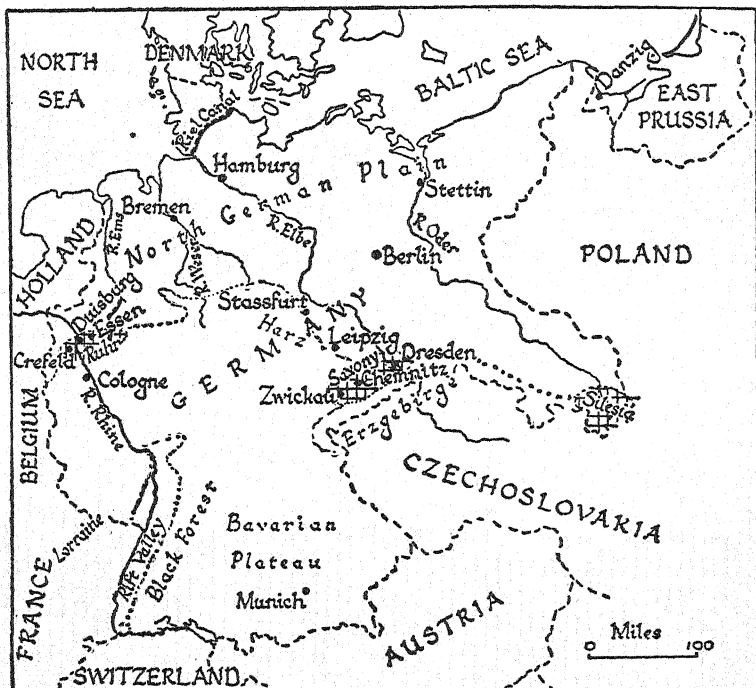 NORTH
SEA
DENMARK
Kiel Canal
BALTIC SEA
Danzig
EAST
PRUSSIA
Hamburg
Stettin
North German Plain
Bremen
R. Ems
R. Weser
R. Elbe
R. Oder
Berlin
POLAND
HOLLAND
Stassfurt
Harz
Leipzig
GERMANY
Duisburg
Essen
Ruhr
Crefeld
Cologne
R. Rhine
Savony
Dresden
Chemnitz
Zwickau
Erzgebirge
Silesia
BELGIUM
CZECHOSLOVAKIA
Lorraine
Rift Valley
Black Forest
Bavarian
Plateau
Munich
FRANCE
AUSTRIA
SWITZERLAND
Miles
0 100